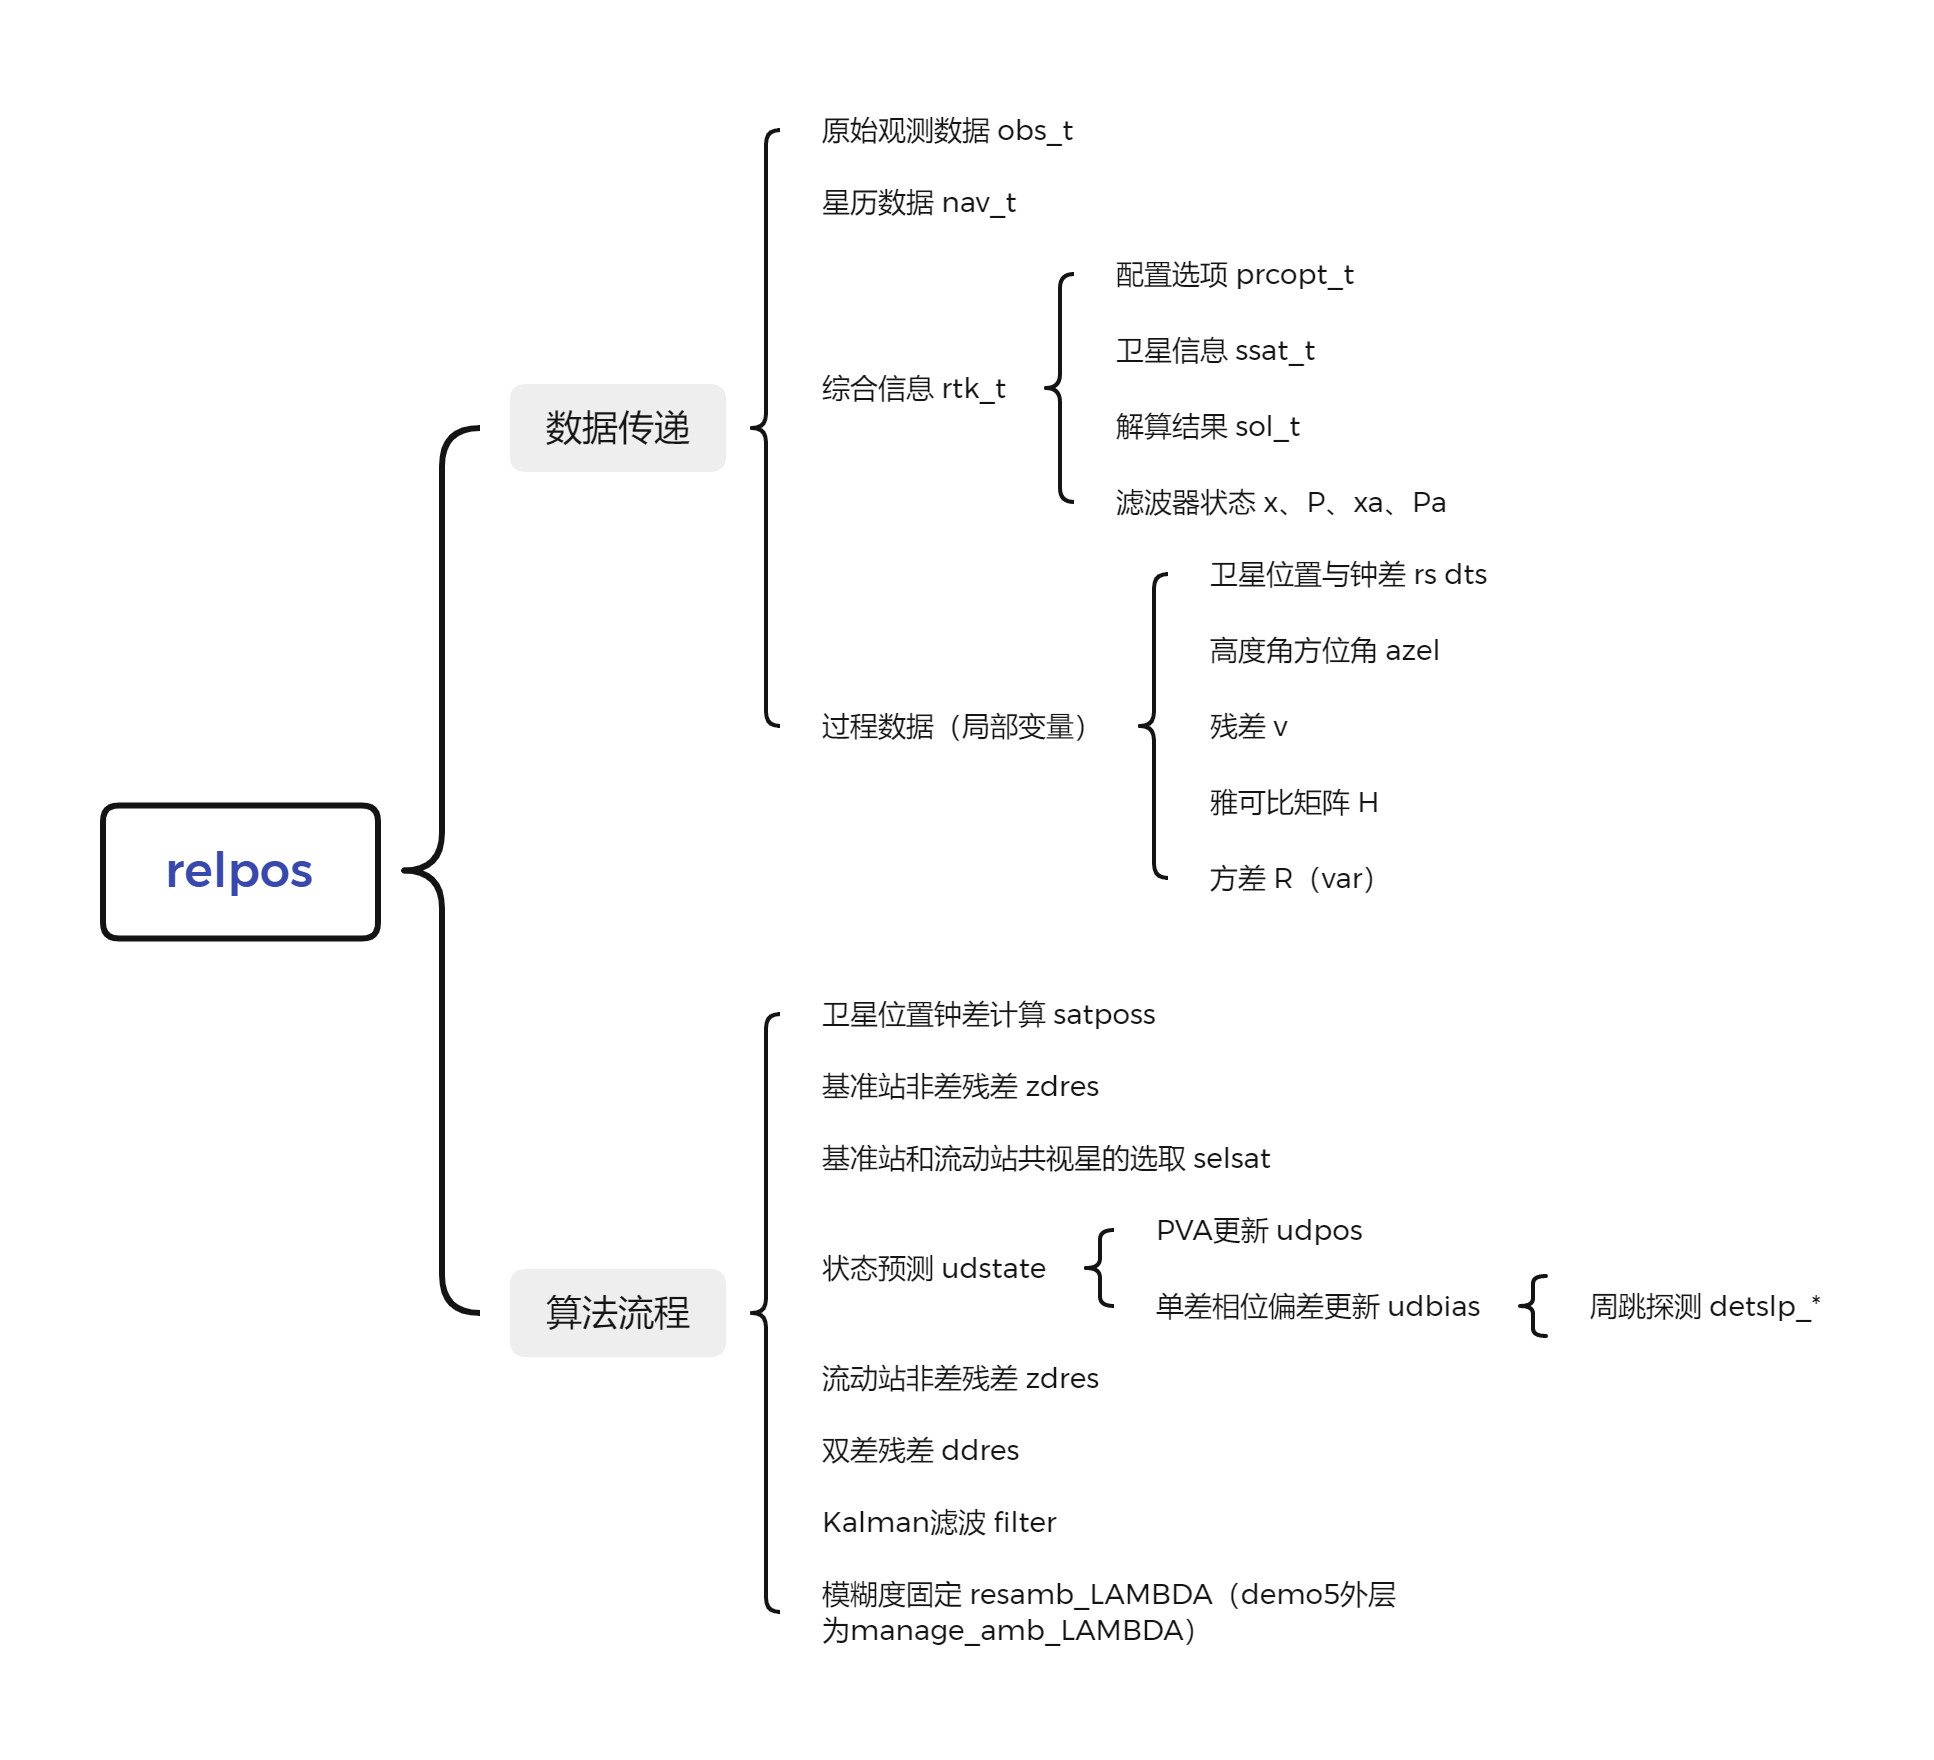 relpos
数据传递
原始观测数据 obs_t
星历数据 nav_t
综合信息 rtk_t
配置选项 prcopt_t
卫星信息 ssat_t
解算结果 sol_t
滤波器状态 x、P、xa、Pa
过程数据（局部变量）
卫星位置与钟差 rs dts
高度角方位角 azel
残差 v
雅可比矩阵 H
方差 R（var）
算法流程
卫星位置钟差计算 satposs
基准站非差残差 zdres
基准站和流动站共视星的选取 selsat
状态预测 udstate
PVA更新 udpos
单差相位偏差更新 udbias
周跳探测 detslp_*
流动站非差残差 zdres
双差残差 ddres
Kalman滤波 filter
模糊度固定 resamb_LAMBDA（demo5外层
为manage_amb_LAMBDA）